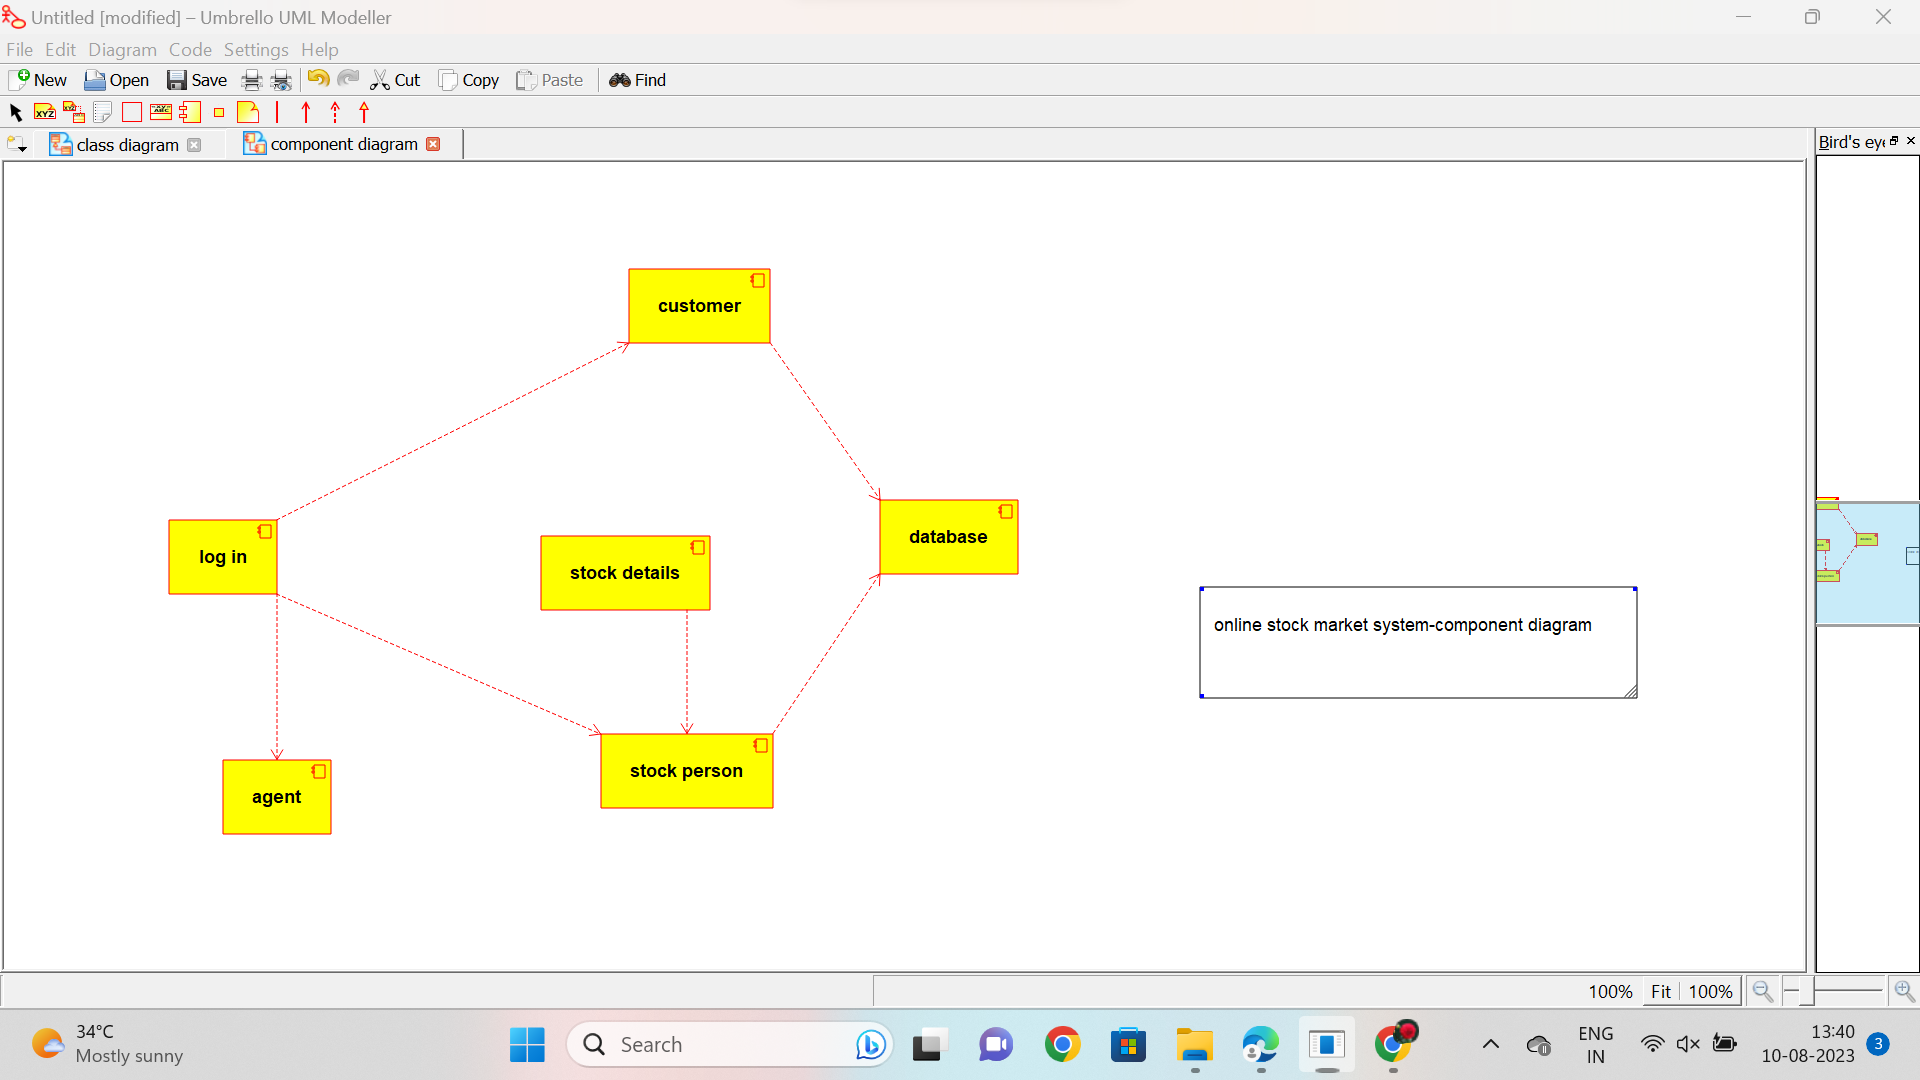 Untitled [modified] – Umbrello UML Modeller
File Edit Diagram Code Settings Help
New Open Save Cut Copy Paste Find
class diagram component diagram
Bird's eye
customer
log in
stock details
database
online stock market system-component diagram
agent
stock person
100% Fit 100%
34°C
Mostly sunny
Search
ENG
IN
13:40
10-08-2023
3